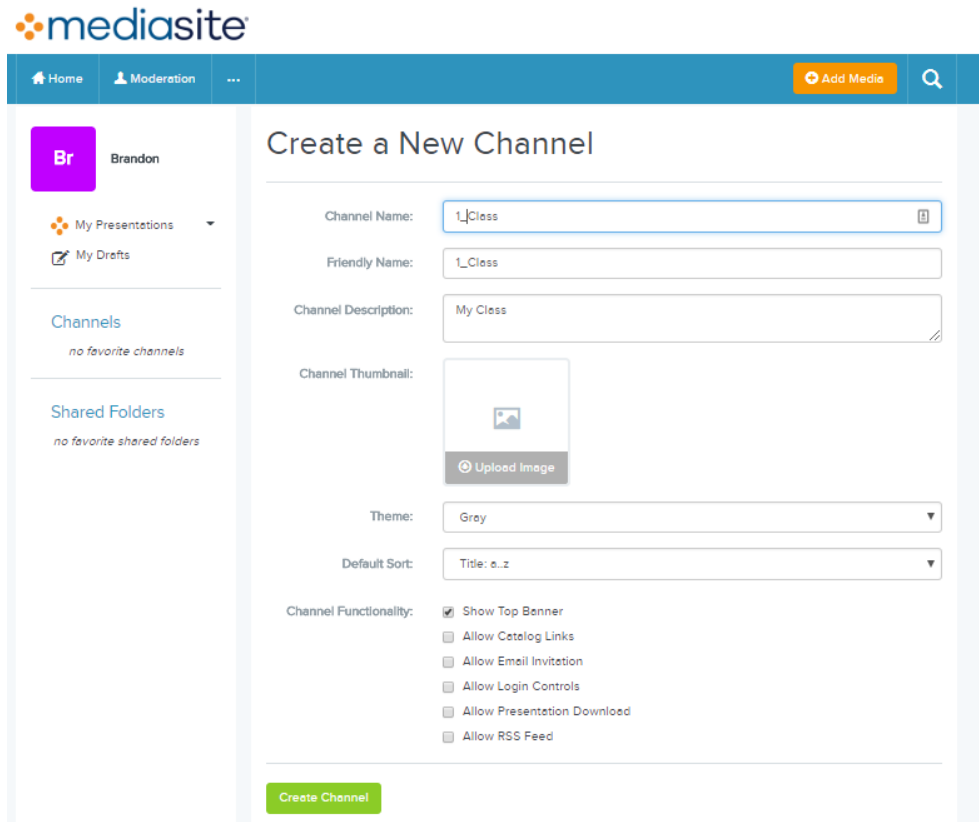 mediasite
Home Moderation ... Add Media
Br Brandon
My Presentations
My Drafts
Channels
no favorite channels
Shared Folders
no favorite shared folders
Create a New Channel
Channel Name: 1_Class
Friendly Name: 1_Class
Channel Description: My Class
Channel Thumbnail:
Upload Image
Theme: Gray
Default Sort: Title: a..z
Channel Functionality: Show Top Banner
Allow Catalog Links
Allow Email Invitation
Allow Login Controls
Allow Presentation Download
Allow RSS Feed
Create Channel